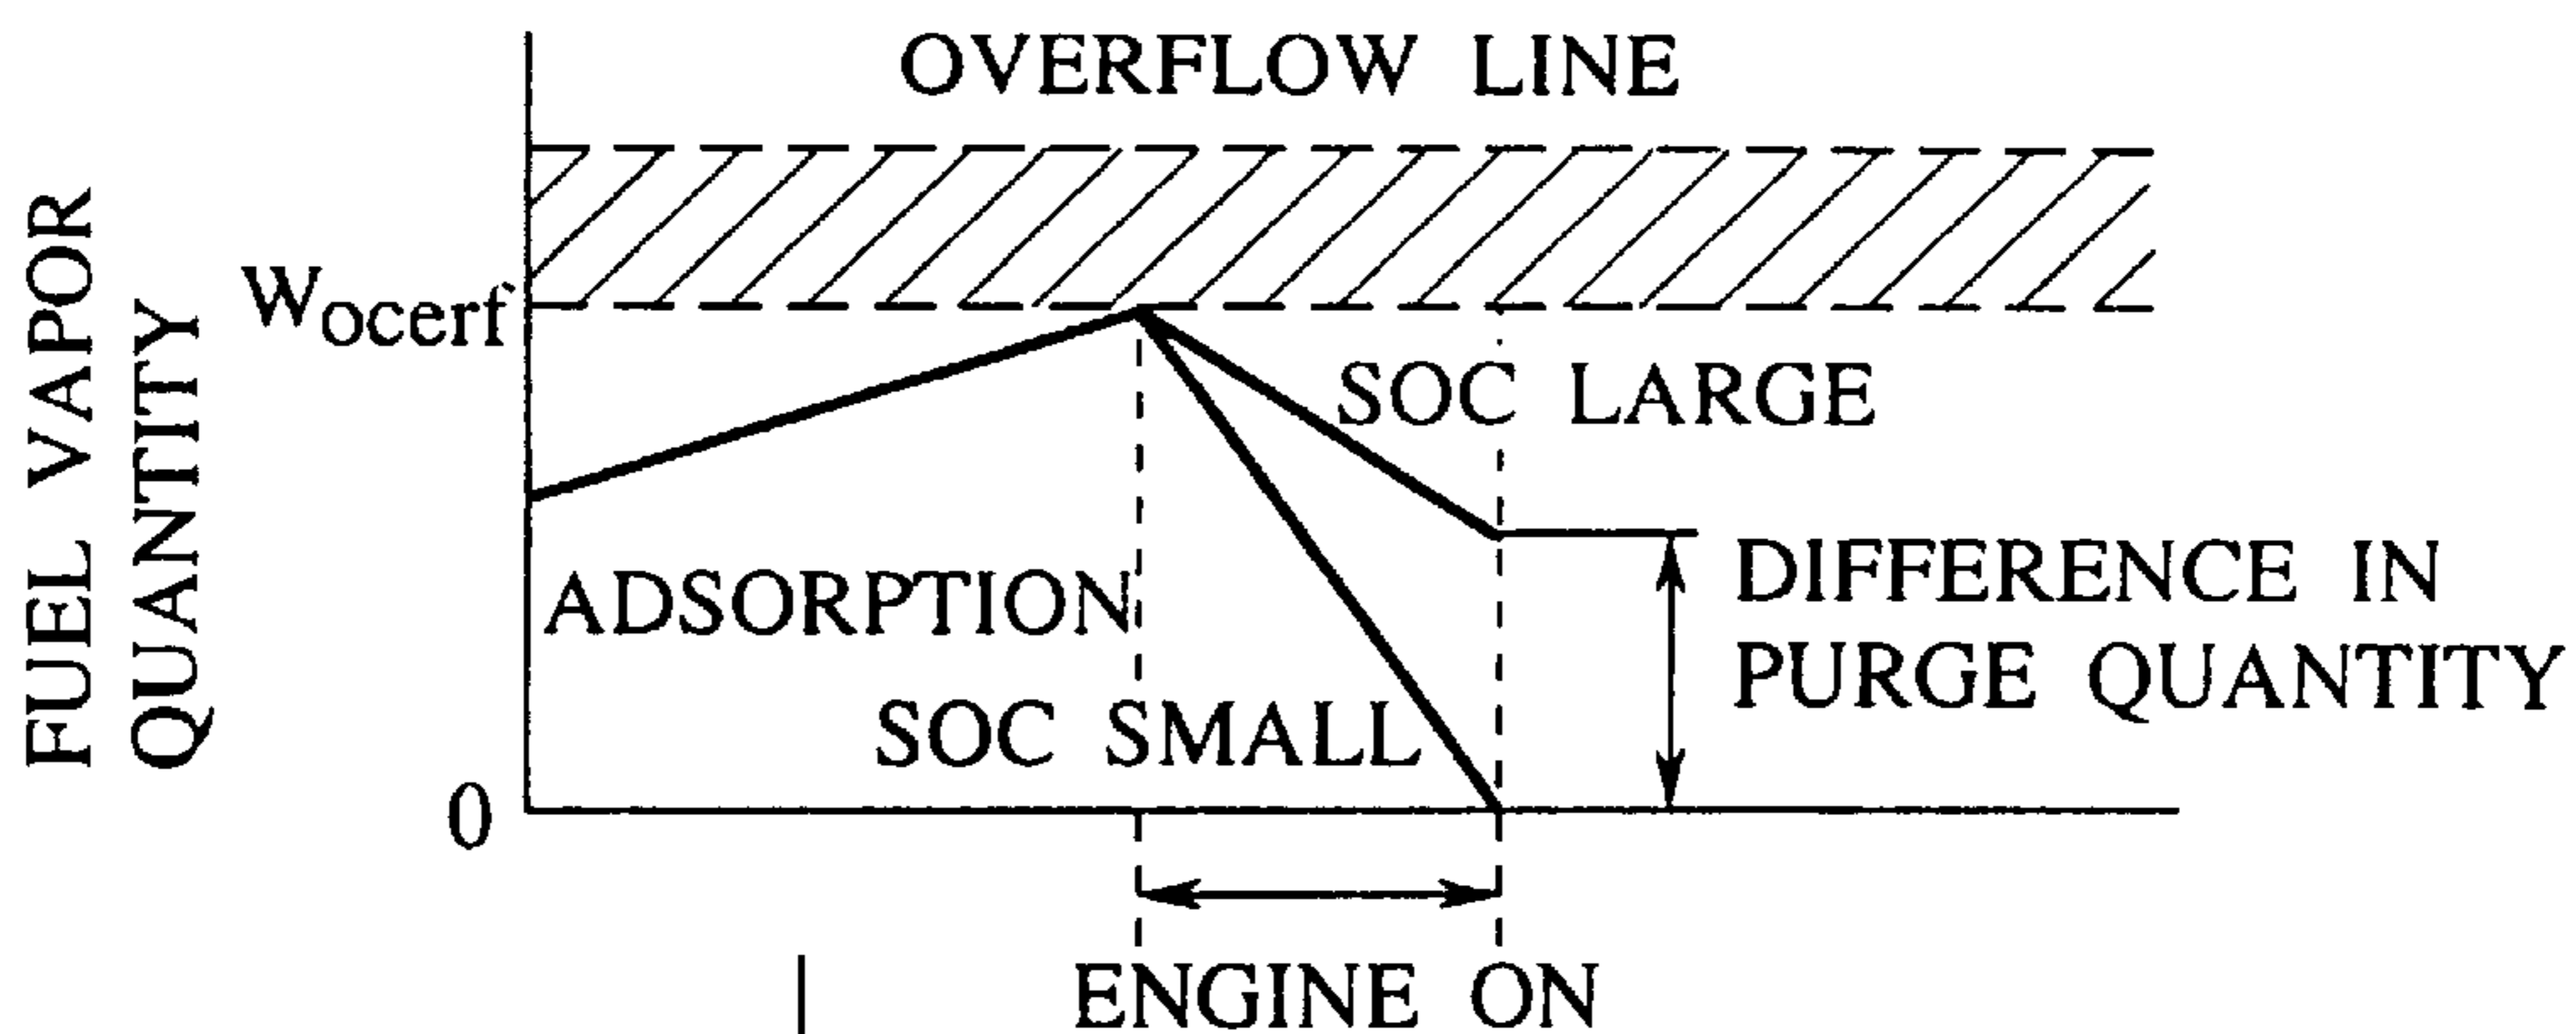 OVERFLOW LINE
FUEL VAPOR
QUANTITY
Wocerf
SOC LARGE
ADSORPTION
DIFFERENCE IN
PURGE QUANTITY
SOC SMALL
0
ENGINE ON